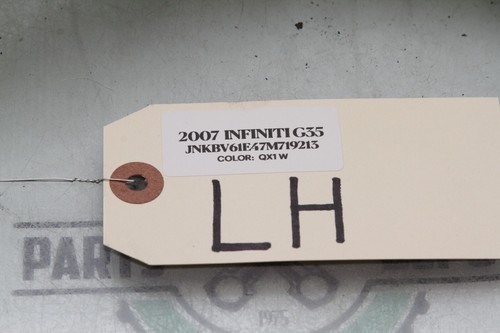 2007 INFINITI G35
JNKBV61E47M719213
COLOR: QX1 W
LH
PART
1975